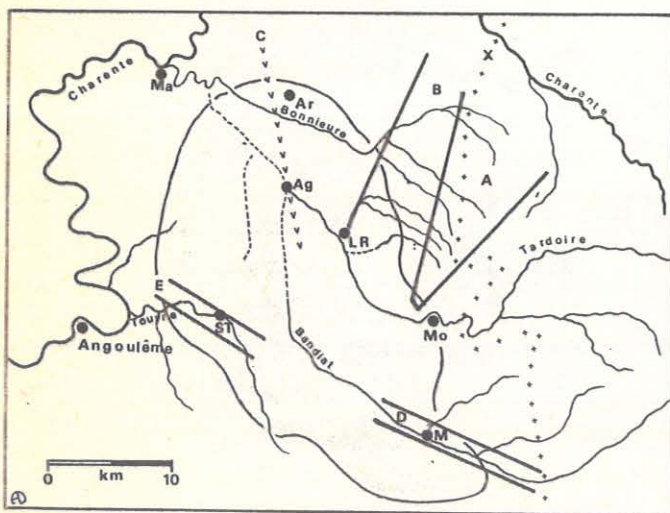 C
X
Charente
Ma
B
Ar
Charente
Bonnieure
A
Ag
LR
Tardoire
E
Touvre
ST
Mo
Angoulême
Bandiat
D
M
0 10
km